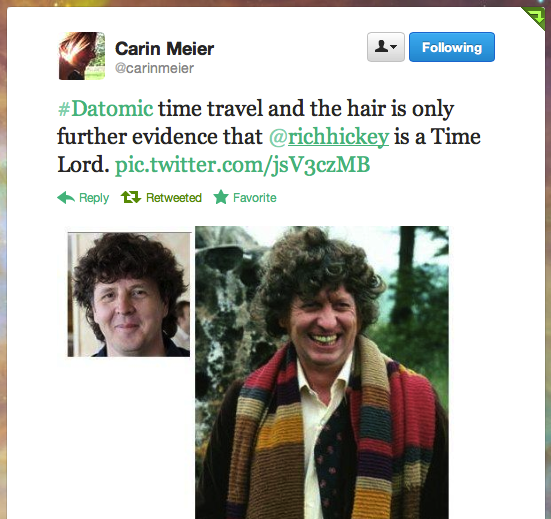 Carin Meier
@carinmeier
Following
#Datomic time travel and the hair is only
further evidence that @richhickey is a Time
Lord. pic.twitter.com/jsV3czMB
Reply Retweeted Favorite